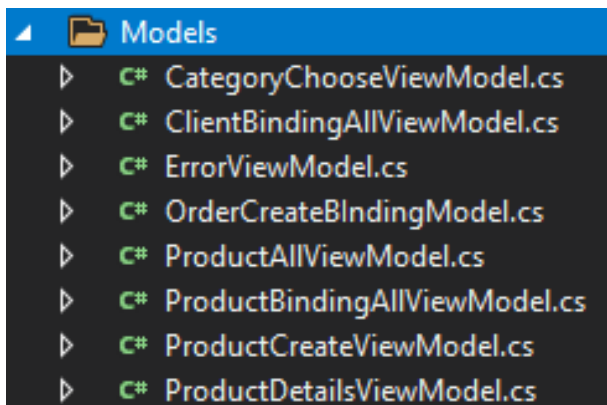 Models
C# CategoryChooseViewModel.cs
C# ClientBindingAllViewModel.cs
C# ErrorViewModel.cs
C# OrderCreateBIndingModel.cs
C# ProductAllViewModel.cs
C# ProductBindingAllViewModel.cs
C# ProductCreateViewModel.cs
C# ProductDetailsViewModel.cs